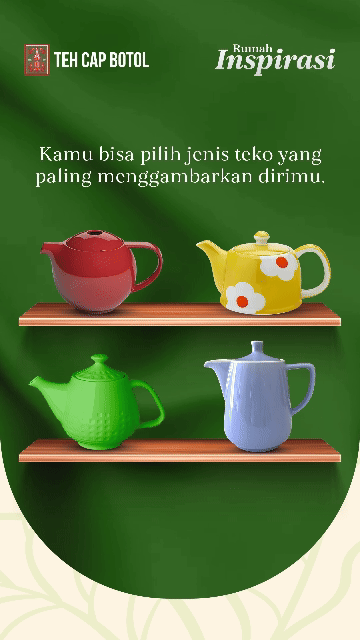 TEH CAP BOTOL
Rumah
Inspirasi
Kamu bisa pilih jenis teko yang
paling menggambarkan dirimu.